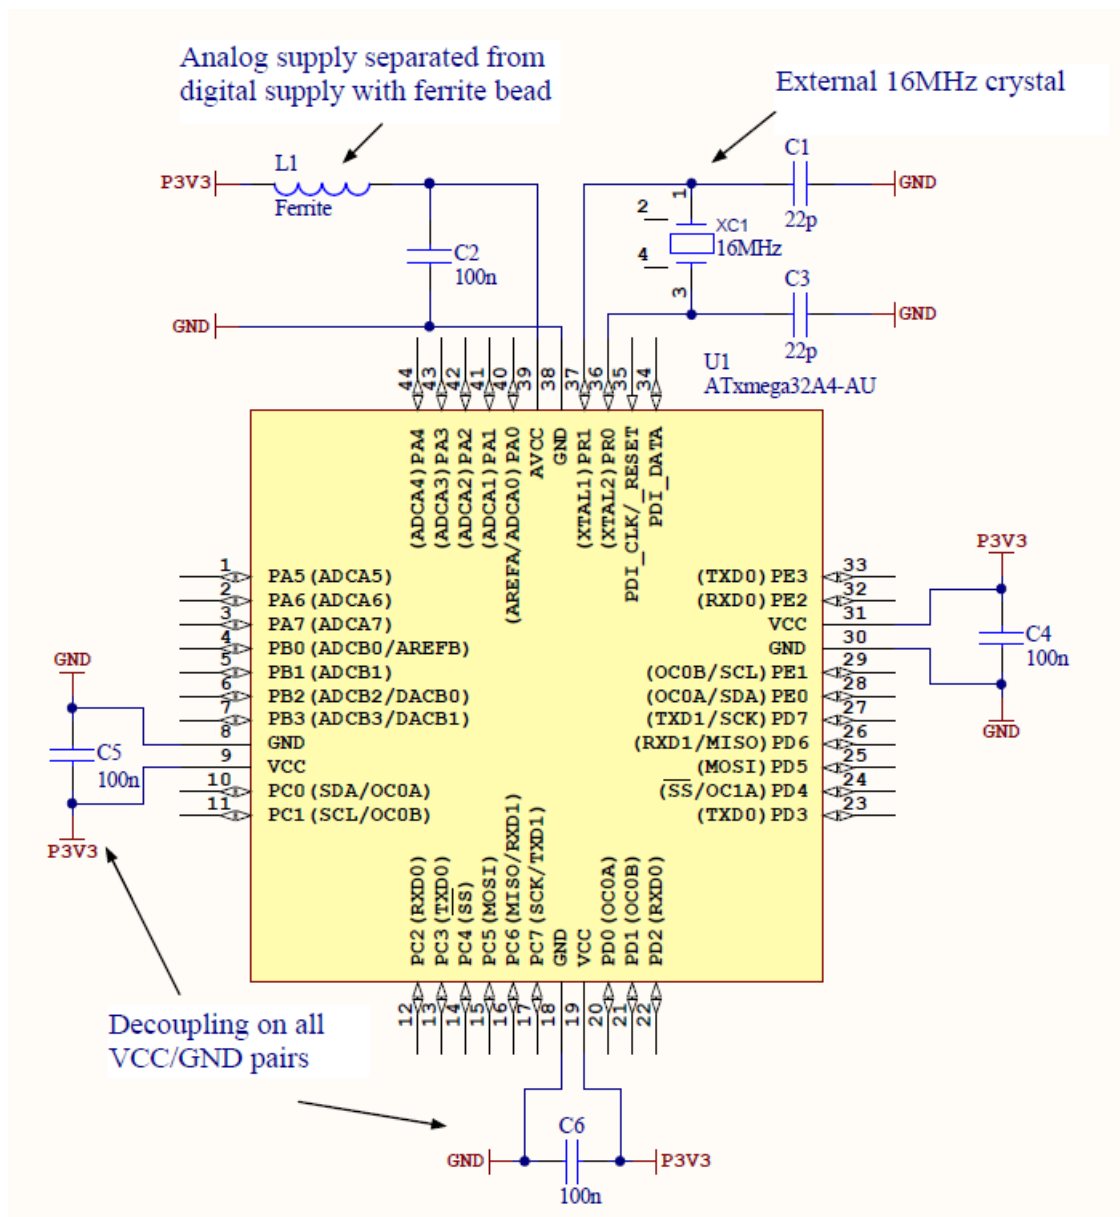 Analog supply separated from
digital supply with ferrite bead
External 16MHz crystal
L1
P3V3
Ferrite
C2
100n
GND
C1
22p
GND
1
2
XC1
16MHz
4
3
C3
22p
GND
U1
ATxmega32A4-AU
44
43
42
41
40
39
38
37
36
35
34
(ADCA4)PA4
(ADCA3)PA3
(ADCA2)PA2
(ADCA1)PA1
(AREFA/ADCA0)PA0
AVCC
GND
(XTAL1)PR1
(XTAL2)PR0
PDI_CLK/_RESET
PDI_DATA
1 PA5(ADCA5)
2 PA6(ADCA6)
3 PA7(ADCA7)
4 PB0(ADCB0/AREFB)
5 PB1(ADCB1)
6 PB2(ADCB2/DACB0)
7 PB3(ADCB3/DACB1)
8 GND
9 VCC
10 PC0(SDA/OC0A)
11 PC1(SCL/OC0B)
GND
C5
100n
P3V3
(TXD0)PE3 33
(RXD0)PE2 32
VCC 31
GND 30
(OC0B/SCL)PE1 29
(OC0A/SDA)PE0 28
(TXD1/SCK)PD7 27
(RXD1/MISO)PD6 26
(MOSI)PD5 25
(SS/OC1A)PD4 24
(TXD0)PD3 23
P3V3
C4
100n
GND
PC2(RXD0)
PC3(TXD0)
PC4(SS)
PC5(MOSI)
PC6(MISO/RXD1)
PC7(SCK/TXD1)
GND
VCC
PD0(OC0A)
PD1(OC0B)
PD2(RXD0)
12
13
14
15
16
17
18
19
20
21
22
Decoupling on all
VCC/GND pairs
C6
GND
P3V3
100n